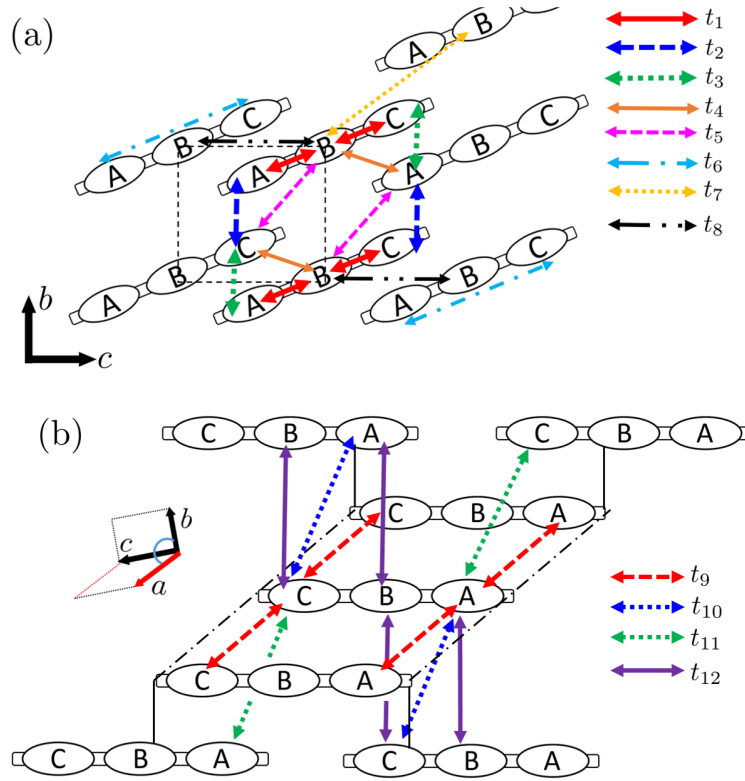 (a)
A B
A B C
A B C
A B C
A B C
A B C
A B C
b
c
t1
t2
t3
t4
t5
t6
t7
t8
(b)
C B A C B A
C B A
C B A
C B A
C B A C B A
b
c
a
t9
t10
t11
t12